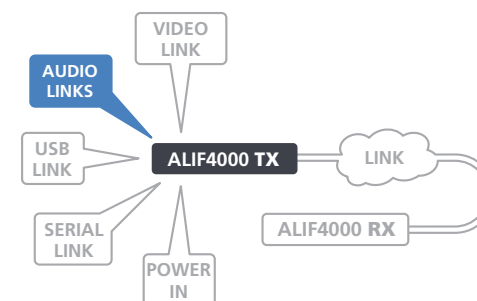 VIDEO
LINK
AUDIO
LINKS
USB
LINK
ALIF4000 TX
LINK
SERIAL
LINK
ALIF4000 RX
POWER
IN